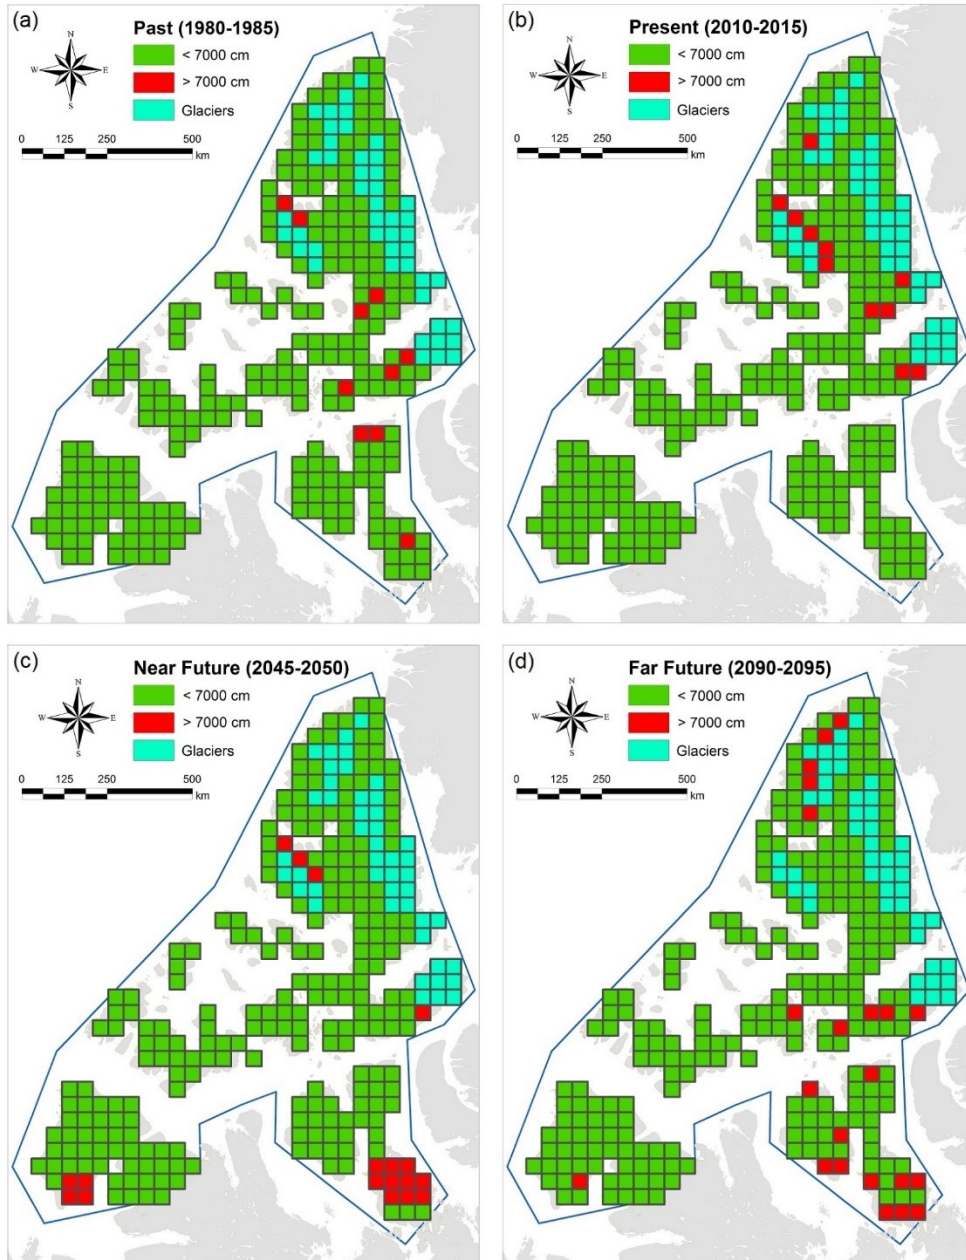 (a)
Past (1980-1985)
N
W
E
S
< 7000 cm
> 7000 cm
Glaciers
0 125 250 500
km
(b)
Present (2010-2015)
N
W
E
S
< 7000 cm
> 7000 cm
Glaciers
0 125 250 500
km
(c)
Near Future (2045-2050)
N
W
E
S
< 7000 cm
> 7000 cm
Glaciers
0 125 250 500
km
(d)
Far Future (2090-2095)
N
W
E
S
< 7000 cm
> 7000 cm
Glaciers
0 125 250 500
km